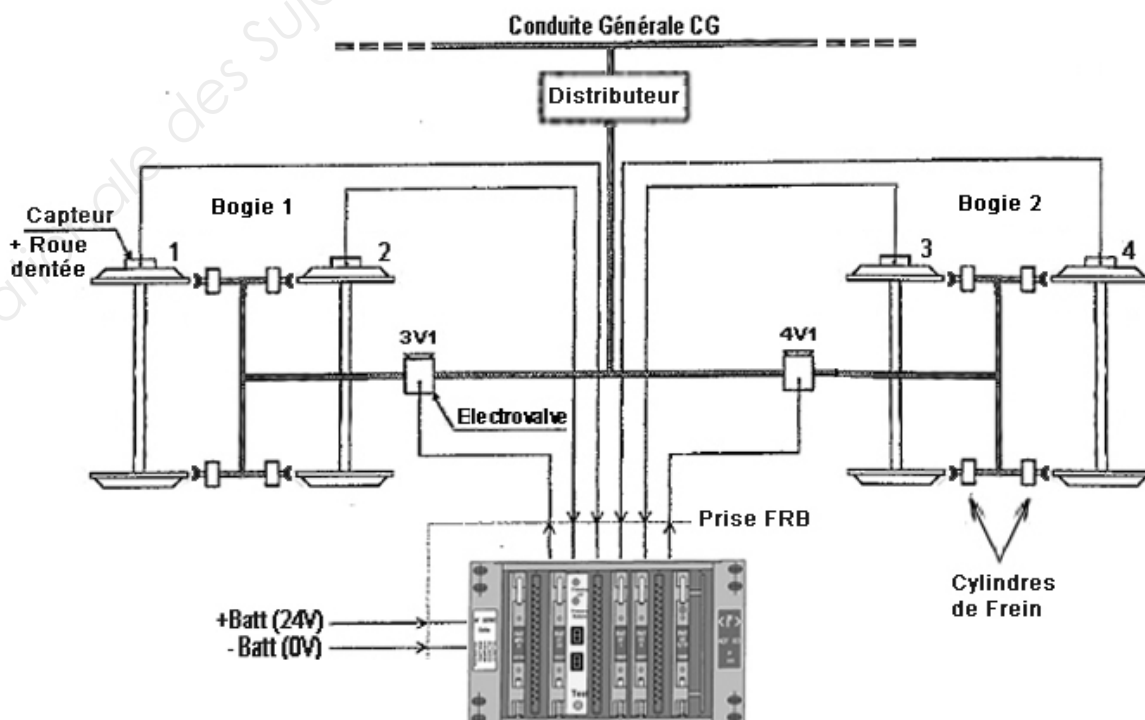 Conduite Générale CG
Distributeur
Bogie 1
Bogie 2
Capteur
+ Roue
dentée
1
2
3
4
3V1
4V1
Electrovalve
Prise FRB
Cylindres
de Frein
+Batt (24V)
- Batt (0V)
Test